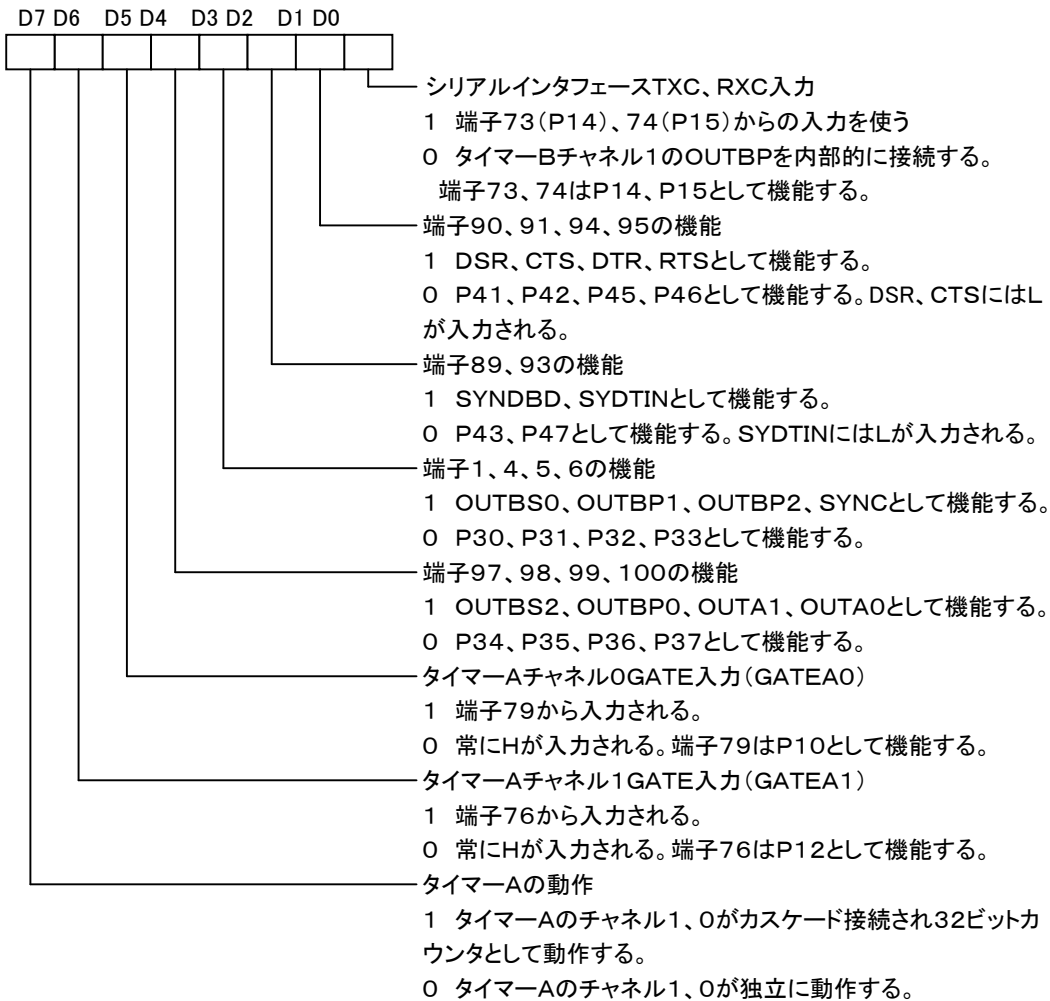 D7 D6 D5 D4 D3 D2 D1 D0
シリアルインタフェースTXC、RXC入力
1 端子73(P14)、74(P15)からの入力を使う
0 タイマーBチャネル1のOUTBPを内部的に接続する。
端子73、74はP14、P15として機能する。
端子90、91、94、95の機能
1 DSR、CTS、DTR、RTSとして機能する。
0 P41、P42、P45、P46として機能する。DSR、CTSにはL
が入力される。
端子89、93の機能
1 SYNDBD、SYDTINとして機能する。
0 P43、P47として機能する。SYDTINにはLが入力される。
端子1、4、5、6の機能
1 OUTBS0、OUTBP1、OUTBP2、SYNCとして機能する。
0 P30、P31、P32、P33として機能する。
端子97、98、99、100の機能
1 OUTBS2、OUTBP0、OUTA1、OUTA0として機能する。
0 P34、P35、P36、P37として機能する。
タイマーAチャネル0GATE入力(GATEA0)
1 端子79から入力される。
0 常にHが入力される。端子79はP10として機能する。
タイマーAチャネル1GATE入力(GATEA1)
1 端子76から入力される。
0 常にHが入力される。端子76はP12として機能する。
タイマーAの動作
1 タイマーAのチャネル1、0がカスケード接続され32ビットカ
ウンタとして動作する。
0 タイマーAのチャネル1、0が独立に動作する。